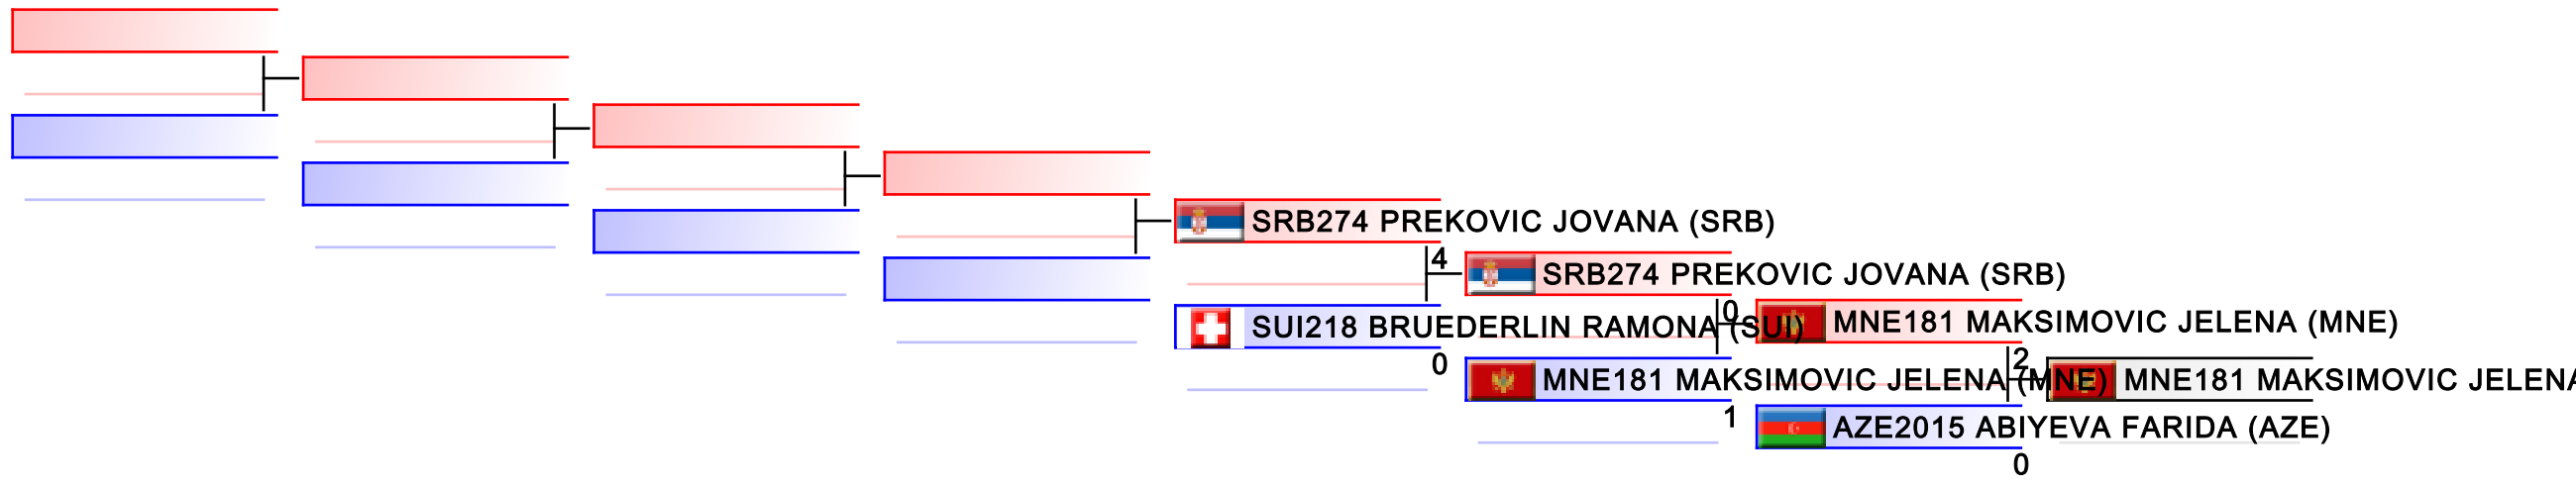 SRB274 PREKOVIC JOVANA (SRB)
4
SRB274 PREKOVIC JOVANA (SRB)
SUI218 BRUEDERLIN RAMONA (SUI)
0
0
MNE181 MAKSIMOVIC JELENA (MNE)
MNE181 MAKSIMOVIC JELENA (MNE)
1
2
MNE181 MAKSIMOVIC JELENA
AZE2015 ABIYEVA FARIDA (AZE)
0